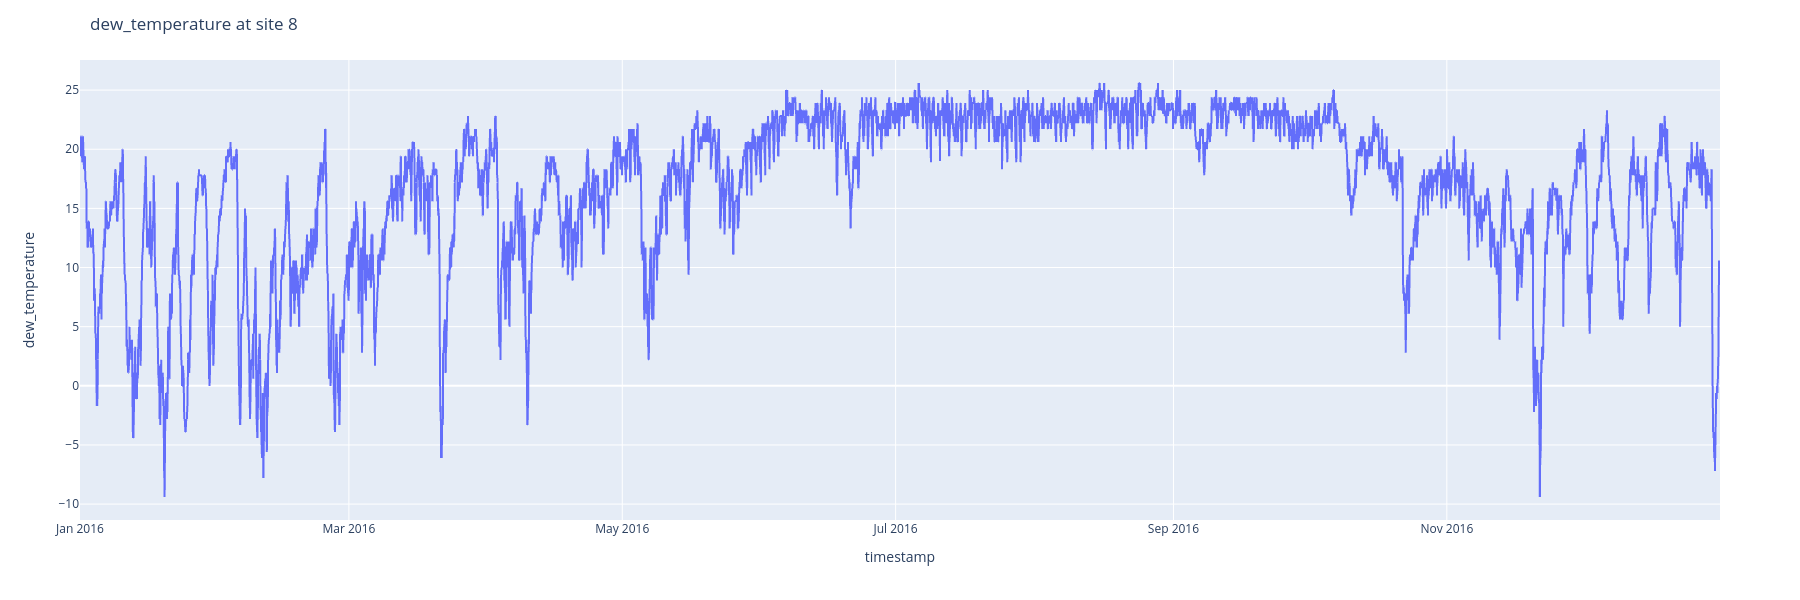 dew_temperature at site 8
dew_temperature
25
20
15
10
5
0
−5
−10
Jan 2016
Mar 2016
May 2016
Jul 2016
Sep 2016
Nov 2016
timestamp